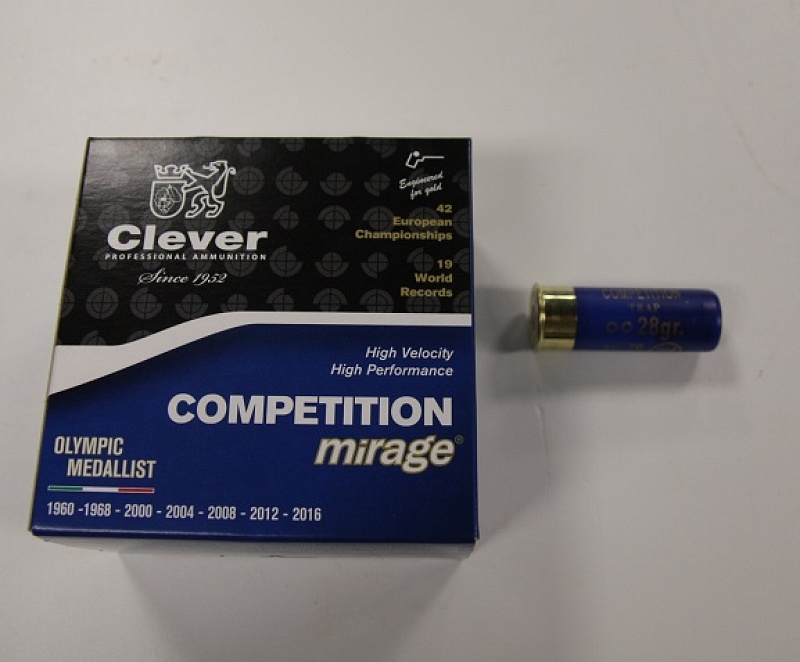 Clever
PROFESSIONAL AMMUNITION
Since 1952
Engineered
for gold
42
European
Championships
19
World
Records
High Velocity
High Performance
COMPETITION
mirage®
OLYMPIC
MEDALLIST
1960 -1968 - 2000 - 2004 - 2008 - 2012 - 2016
COMPETITION
TRAP
28gr.